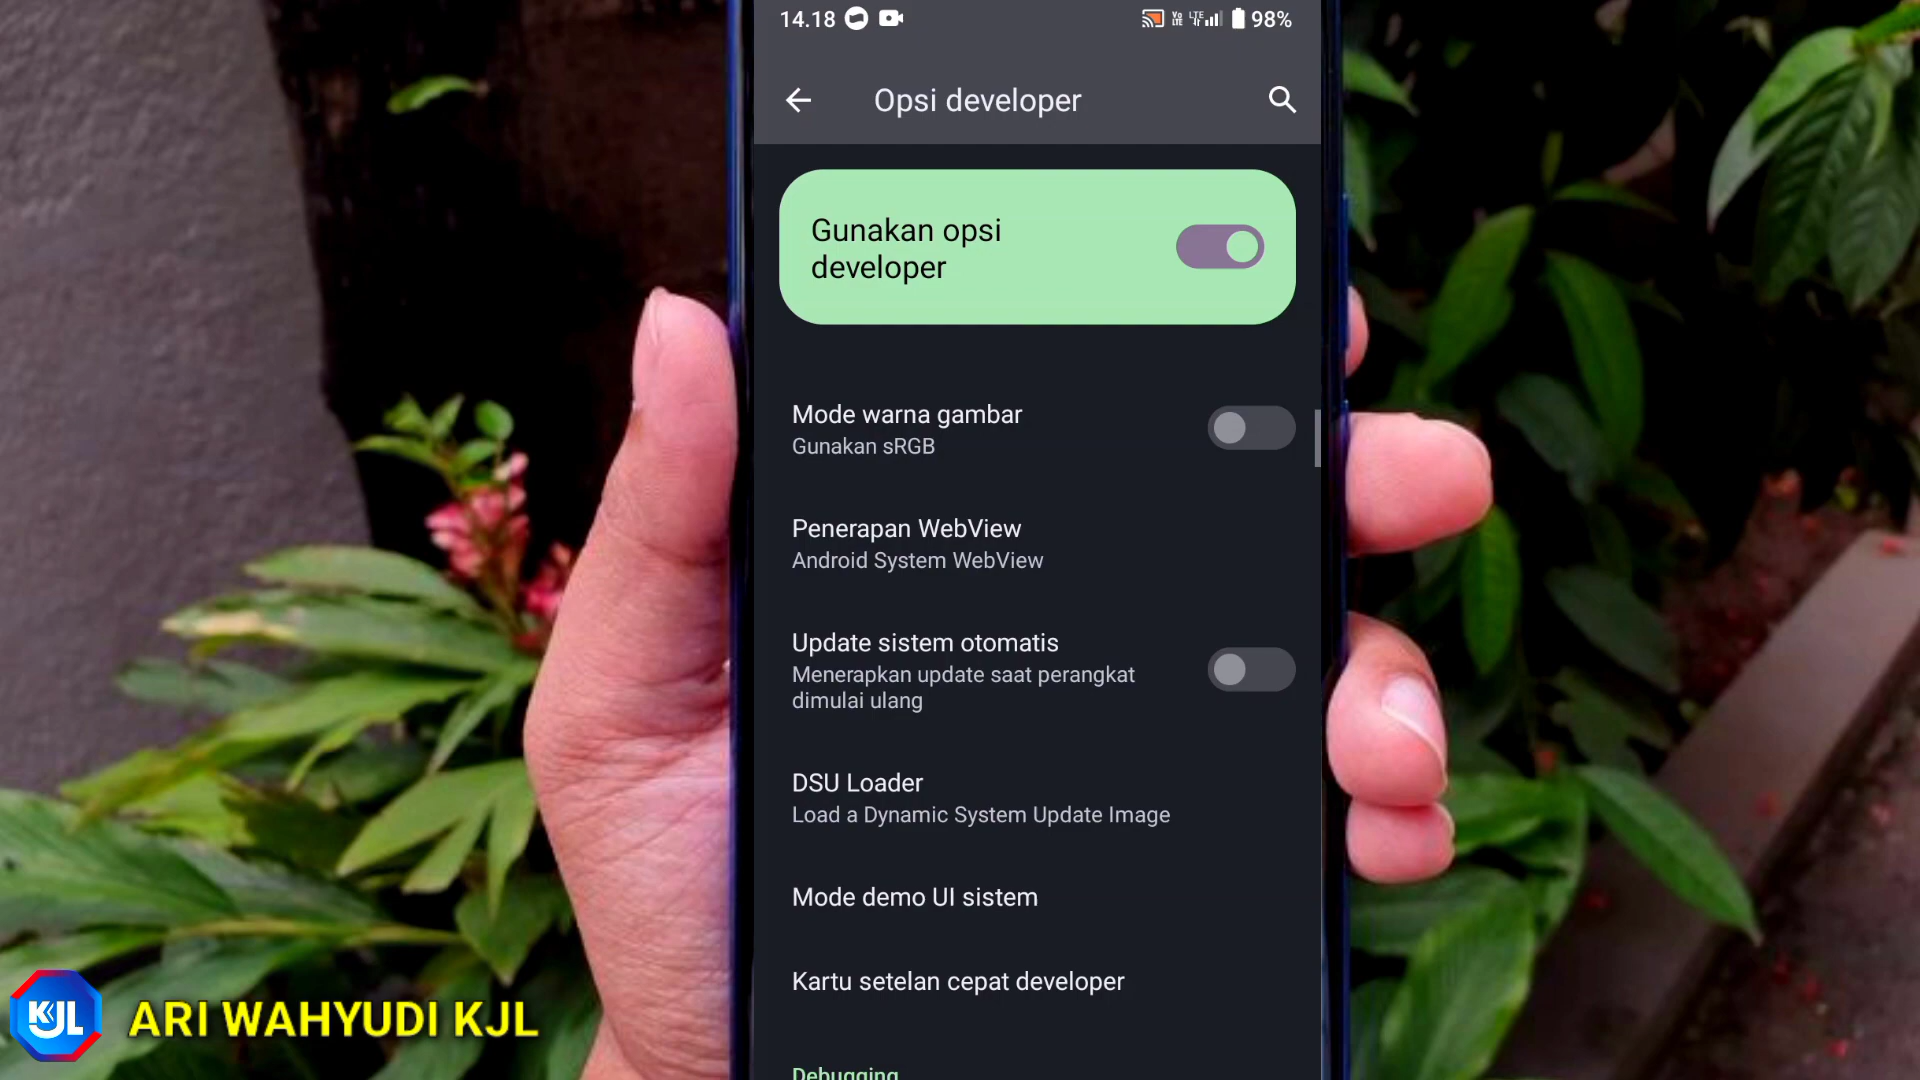 14.18
98%
Opsi developer
Gunakan opsi
developer
Mode warna gambar
Gunakan sRGB
Penerapan WebView
Android System WebView
Update sistem otomatis
Menerapkan update saat perangkat
dimulai ulang
DSU Loader
Load a Dynamic System Update Image
Mode demo UI sistem
Kartu setelan cepat developer
Debugging
KJL
ARI WAHYUDI KJL